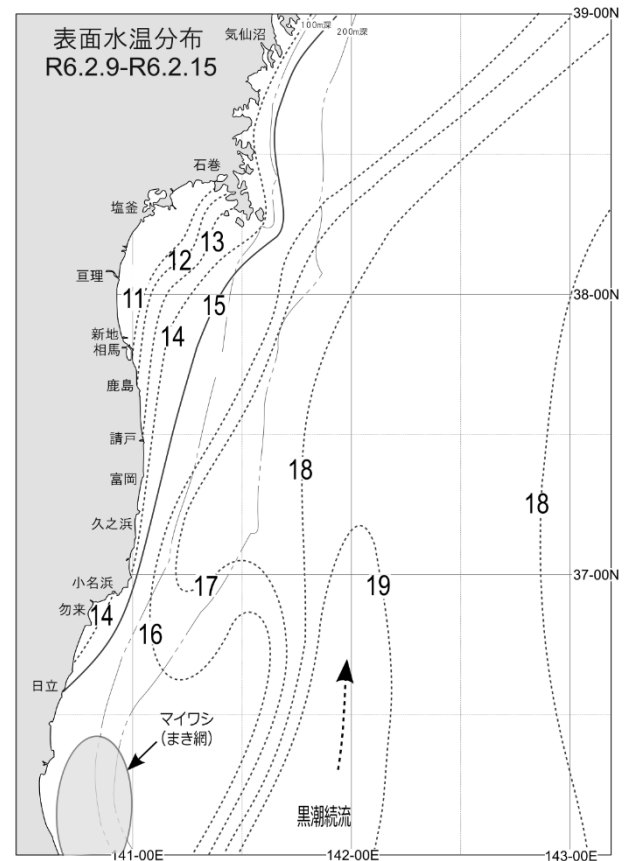 表面水温分布
R6.2.9-R6.2.15
気仙沼
100m深
200m深
39-00N
石巻
塩釜
13
12
亘理
11
15
38-00N
14
新地
相馬
鹿島
請戸
18
富岡
18
久之浜
小名浜
17
19
37-00N
勿来
14
16
日立
マイワシ
(まき網)
黒潮続流
141-00E
142-00E
143-00E